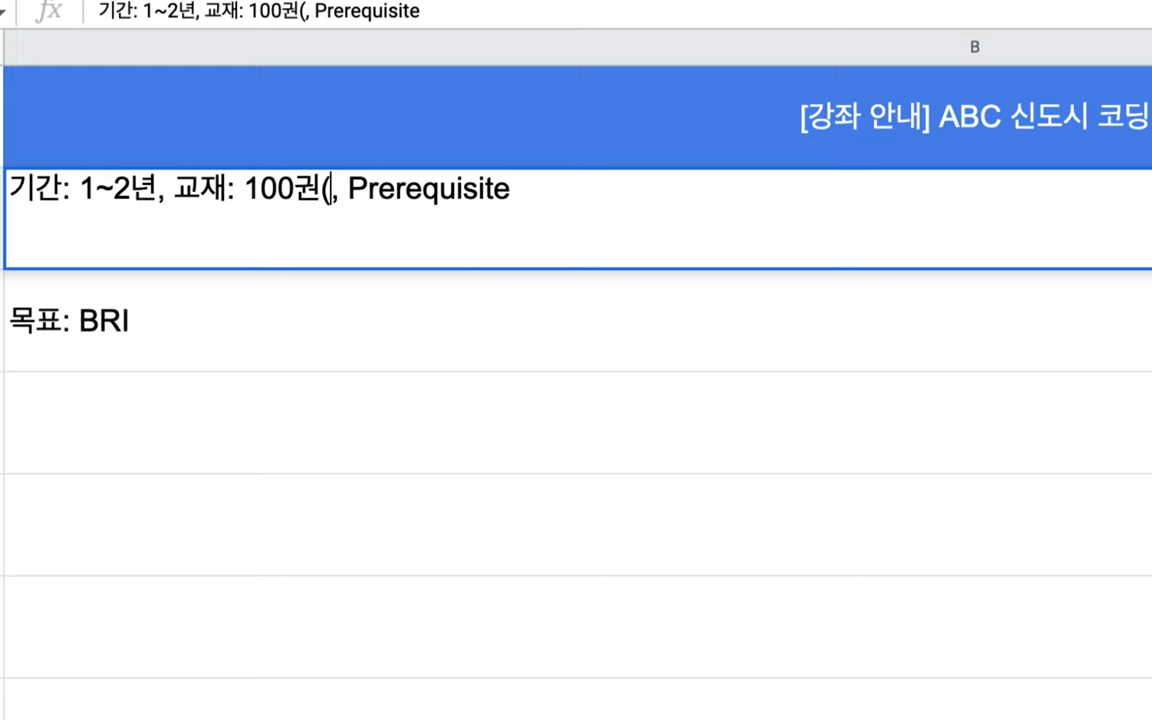 fx 기간: 1~2년, 교재: 100권(, Prerequisite
B
[강좌 안내] ABC 신도시 코딩
기간: 1~2년, 교재: 100권(, Prerequisite
목표: BRI